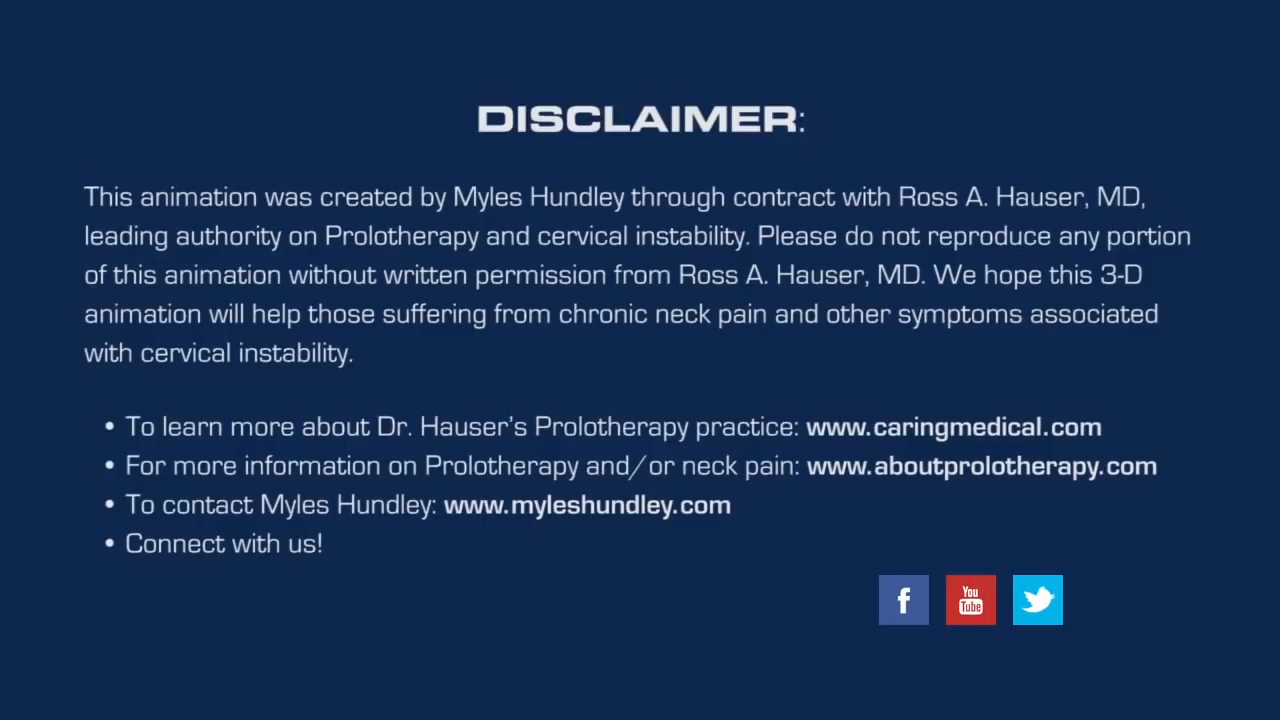 DISCLAIMER:
This animation was created by Myles Hundley through contract with Ross A. Hauser, MD,
leading authority on Prolotherapy and cervical instability. Please do not reproduce any portion
of this animation without written permission from Ross A. Hauser, MD. We hope this 3-D
animation will help those suffering from chronic neck pain and other symptoms associated
with cervical instability.
• To learn more about Dr. Hauser's Prolotherapy practice: www.caringmedical.com
• For more information on Prolotherapy and/or neck pain: www.aboutprolotherapy.com
• To contact Myles Hundley: www.myleshundley.com
• Connect with us!
f
You
Tube